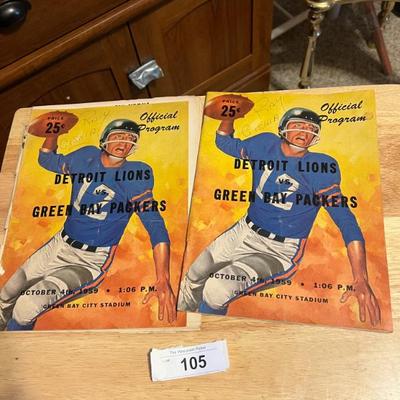 PRICE
25¢
Official
Program
DETROIT LIONS
VS.
GREEN BAY PACKERS
12
OCTOBER 4th, 1959 • 1:06 P.M.
GREEN BAY CITY STADIUM
PRICE
25¢
Official
Program
DETROIT LIONS
VS.
GREEN BAY PACKERS
12
OCTOBER 4th, 1959 • 1:06 P.M.
GREEN BAY CITY STADIUM
105